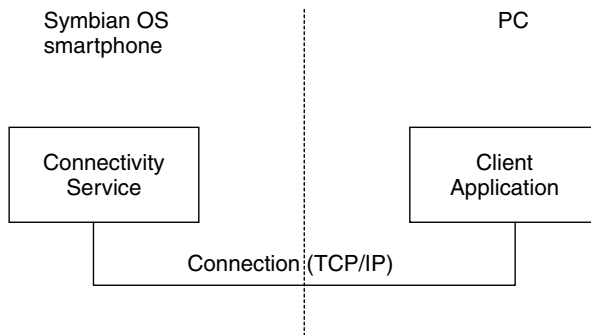 Symbian OS
smartphone
PC
Connectivity
Service
Client
Application
Connection (TCP/IP)